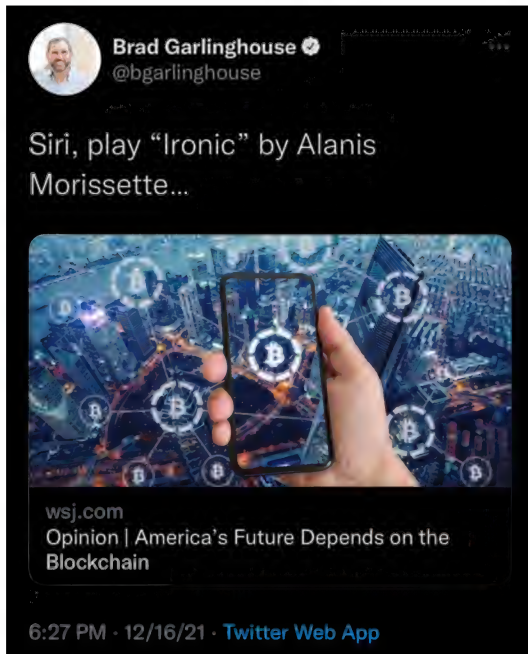 Brad Garlinghouse
@bgarlinghouse
Siri, play “Ironic” by Alanis
Morissette...
wsj.com
Opinion | America’s Future Depends on the
Blockchain
6:27 PM · 12/16/21 · Twitter Web App